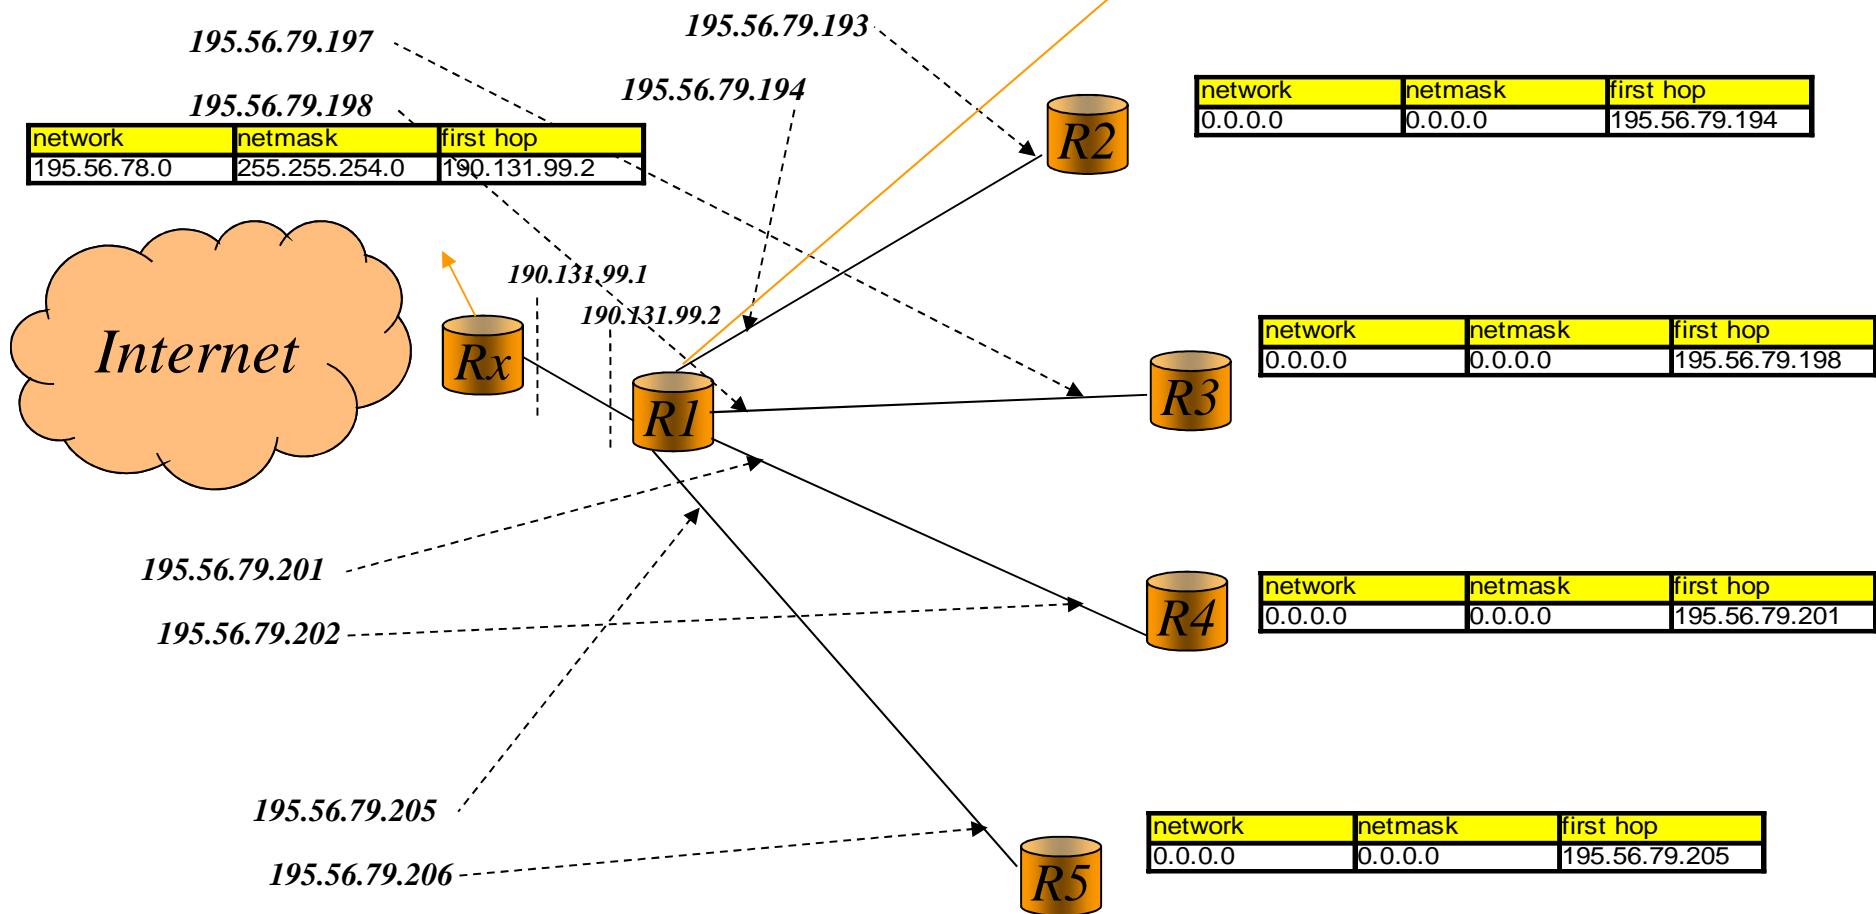 195.56.79.197
195.56.79.193
195.56.79.198
195.56.79.194
network netmask first hop
0.0.0.0 0.0.0.0 195.56.79.194
R2
network netmask first hop
195.56.78.0 255.255.254.0 190.131.99.2
190.131.99.1
190.131.99.2
Internet
Rx
R1
R3
network netmask first hop
0.0.0.0 0.0.0.0 195.56.79.198
195.56.79.201
195.56.79.202
R4
network netmask first hop
0.0.0.0 0.0.0.0 195.56.79.201
195.56.79.205
195.56.79.206
R5
network netmask first hop
0.0.0.0 0.0.0.0 195.56.79.205